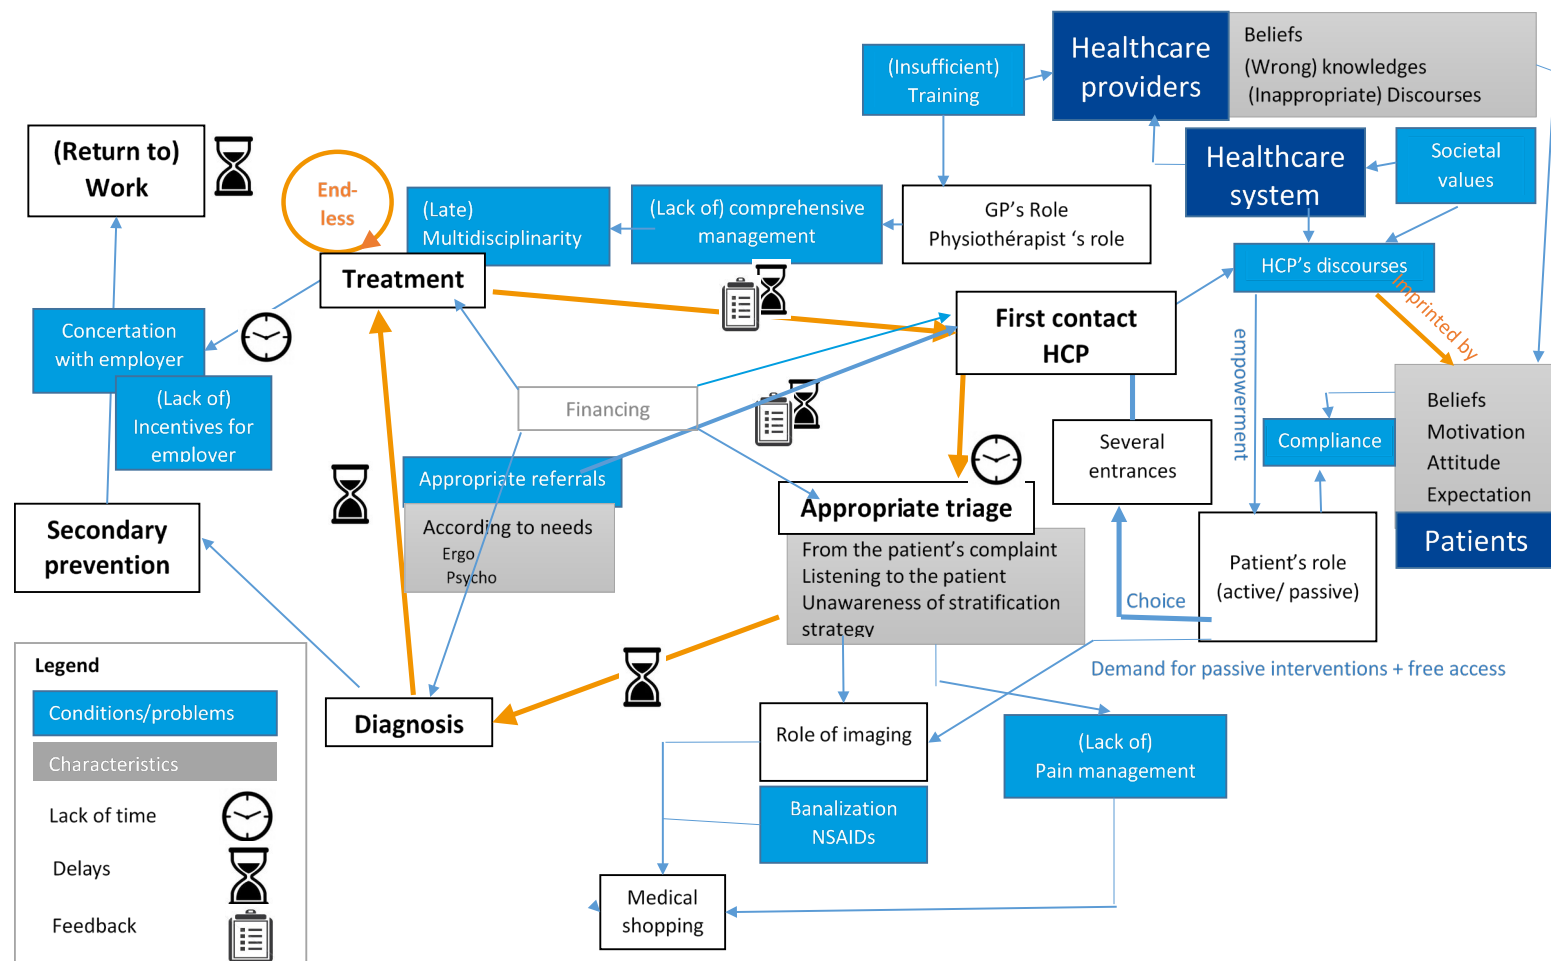 Healthcare
providers
Beliefs
(Wrong) knowledges
(Inappropriate) Discourses
(Insufficient)
Training
(Return to)
Work
Healthcare
system
Societal
values
End-
less
(Late)
Multidisciplinarity
(Lack of) comprehensive
management
GP’s Role
Physiothérapist ‘s role
HCP’s discourses
Imprinted by
Treatment
First contact
HCP
Concertation
with employer
empowerment
(Lack of)
Incentives for
employer
Financing
Several
entrances
Compliance
Beliefs
Motivation
Attitude
Expectation
Patients
Appropriate referrals
According to needs
Ergo
Psycho
Appropriate triage
From the patient’s complaint
Listening to the patient
Unawareness of stratification
strategy
Secondary
prevention
Patient’s role
(active/ passive)
Choice
Demand for passive interventions + free access
Diagnosis
Role of imaging
(Lack of)
Pain management
Banalization
NSAIDs
Medical
shopping
Legend
Conditions/problems
Characteristics
Lack of time
Delays
Feedback